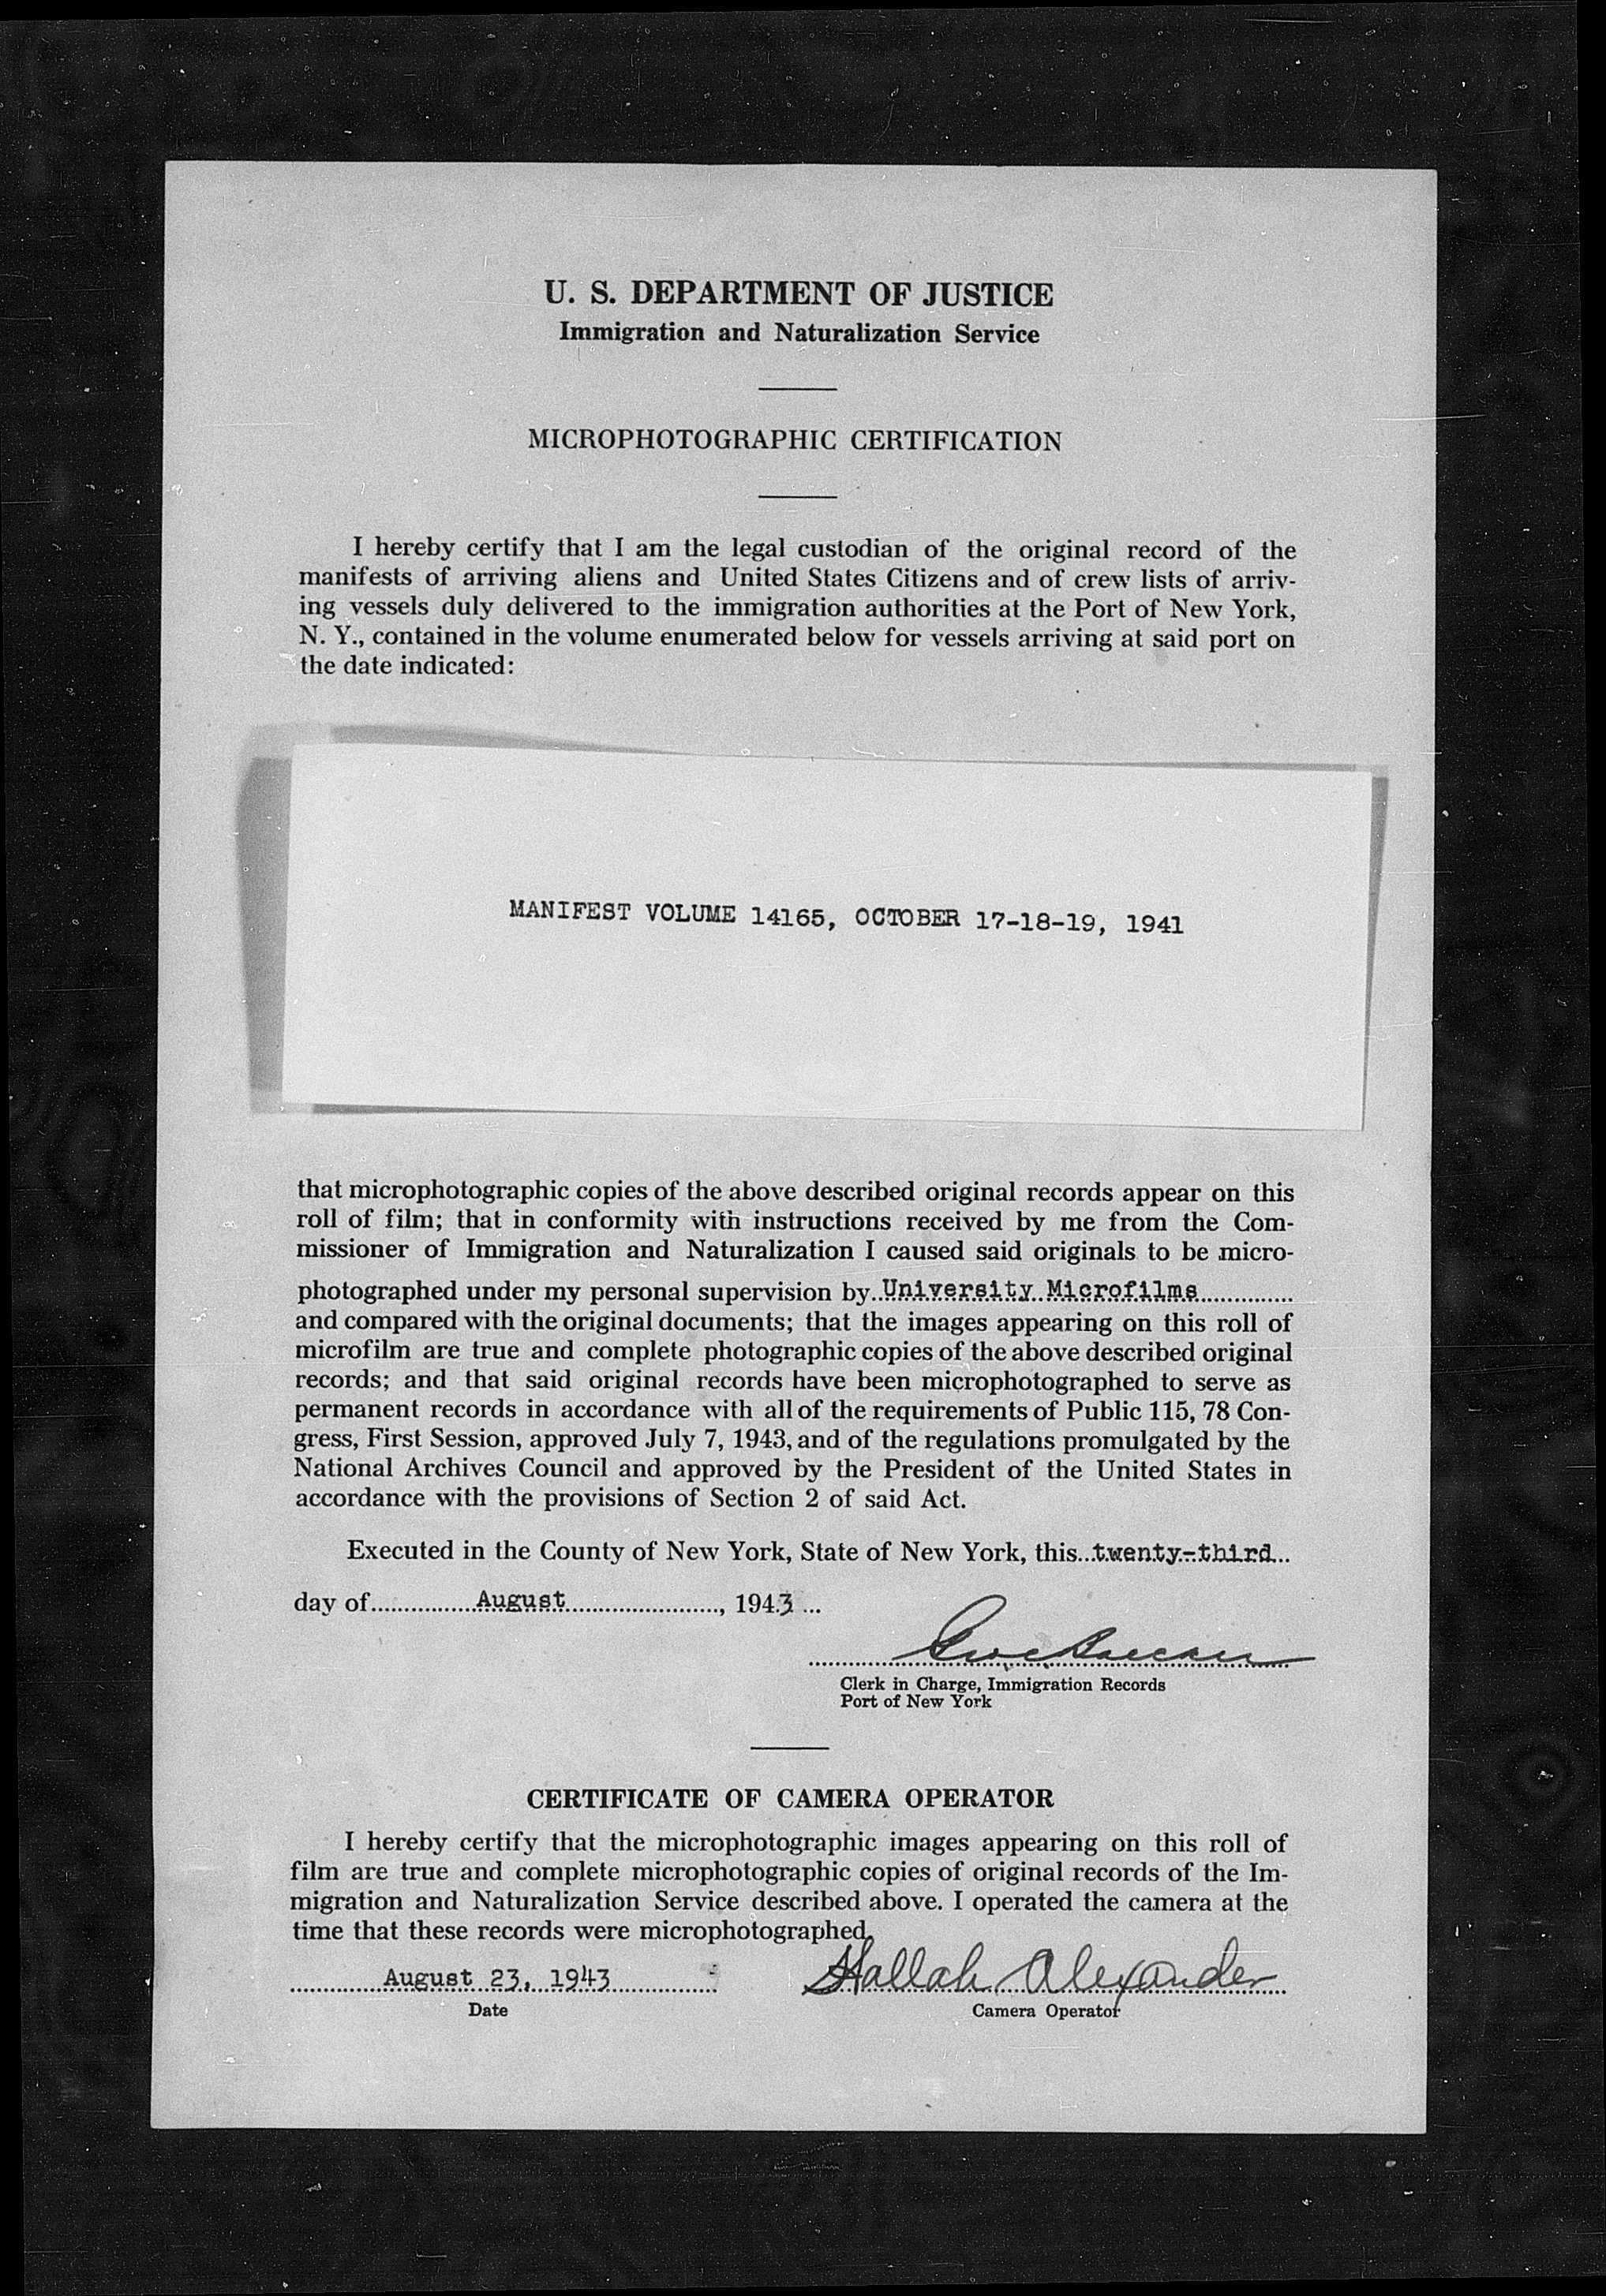 U. S. DEPARTMENT OF JUSTICE
Immigration and Naturalization Service
MICROPHOTOGRAPHIC CERTIFICATION
I hereby certify that I am the legal custodian of the original record of the
manifests of arriving aliens and United States Citizens and of crew lists of arriv-
ing vessels duly delivered to the immigration authorities at the Port of New York,
N. Y., contained in the volume enumerated below for vessels arriving at said port on
the date indicated:
MANIFEST VOLUME 14165, OCTOBER 17-18-19, 1941
that microphotographic copies of the above described original records appear on this
roll of film; that in conformity with instructions received by me from the Com-
missioner of Immigration and Naturalization I caused said originals to be micro-
photographed under my personal supervision by University Microfilms
and compared with the original documents; that the images appearing on this roll of
microfilm are true and complete photographic copies of the above described original
records; and that said original records have been microphotographed to serve as
permanent records in accordance with all of the requirements of Public 115, 78 Con-
gress, First Session, approved July 7, 1943, and of the regulations promulgated by the
National Archives Council and approved by the President of the United States in
accordance with the provisions of Section 2 of said Act.
Executed in the County of New York, State of New York, this twenty-third
day of August, 1943
Clerk in Charge, Immigration Records
Port of New York
CERTIFICATE OF CAMERA OPERATOR
I hereby certify that the microphotographic images appearing on this roll of
film are true and complete microphotographic copies of original records of the Im-
migration and Naturalization Service described above. I operated the camera at the
time that these records were microphotographed.
August 23, 1943 Hallah Alexander
Date Camera Operator